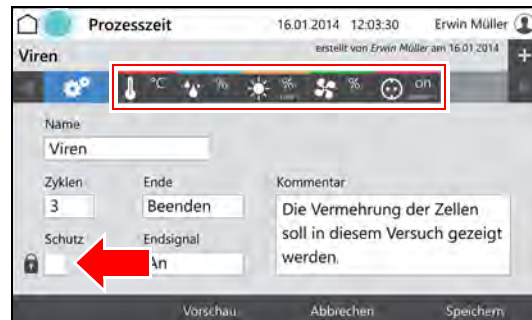 Prozesszeit 16.01.2014 12:03:30 Erwin Müller
Viren erstellt von Erwin Müller am 16.01.2014
°C % % % on
Name
Viren
Zyklen Ende Kommentar
3 Beenden Die Vermehrung der Zellen
soll in diesem Versuch gezeigt
werden.
Schutz Endsignal
An
Vorschau Abbrechen Speichern